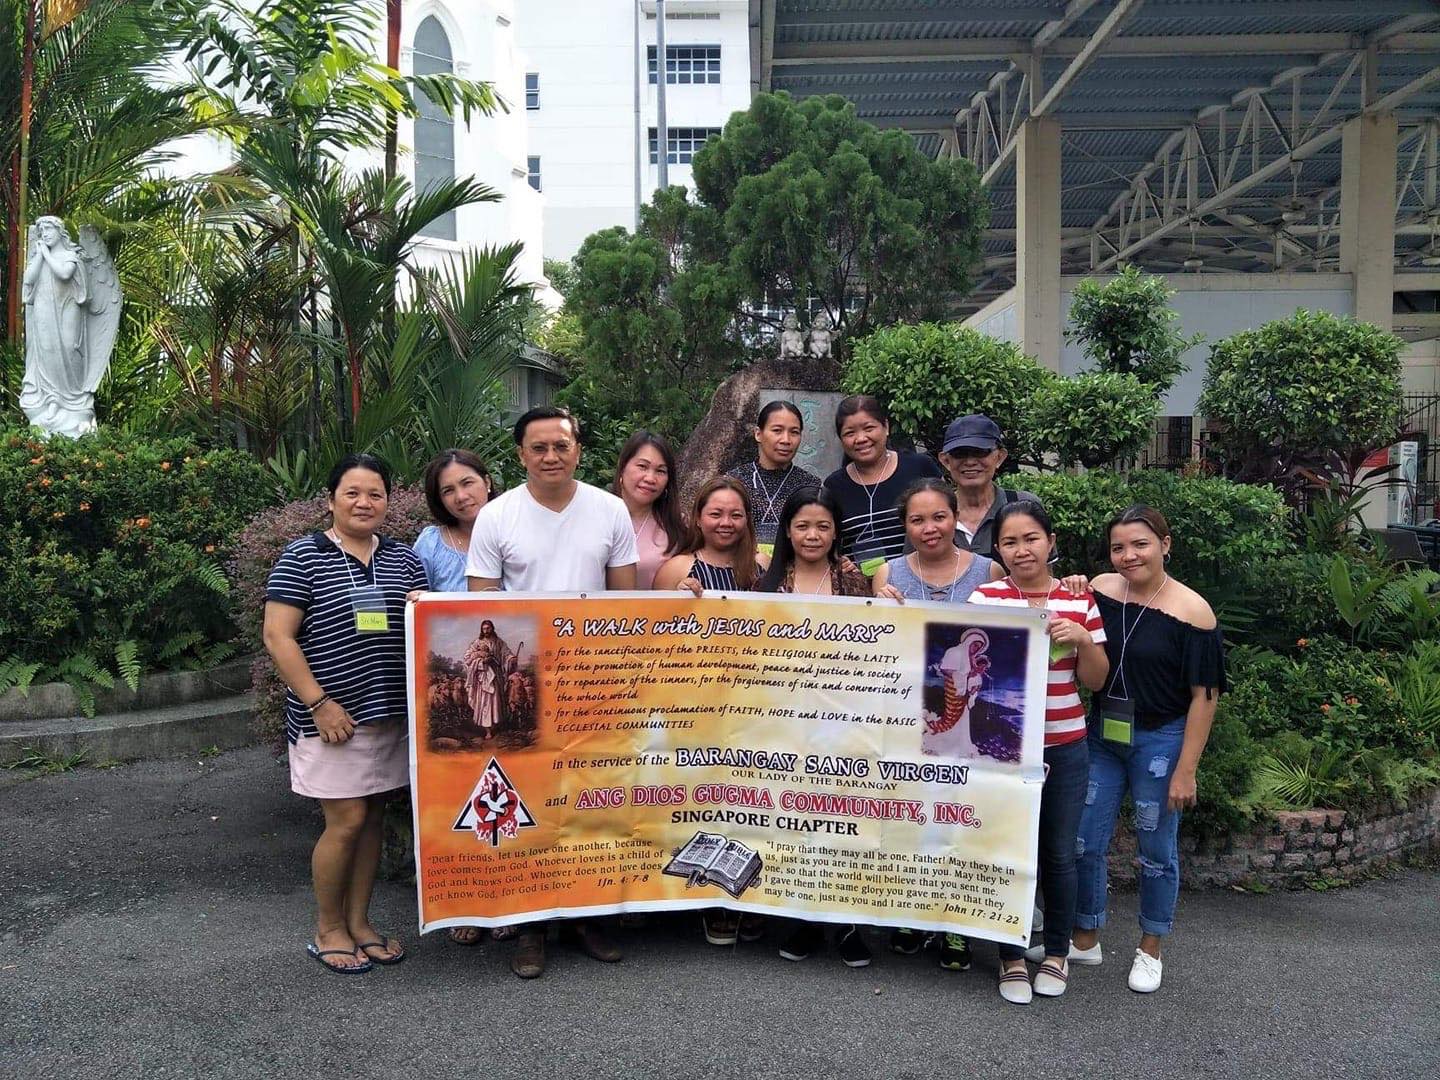 "A WALK with JESUS and MARY"
for the sanctification of the PRIESTS, the RELIGIOUS and the LAITY
for the promotion of human development, peace and justice in society
for reparation of the sinners, for the forgiveness of sins and conversion of
the whole world
for the continuous proclamation of FAITH, HOPE and LOVE in the BASIC
ECCLESIAL COMMUNITIES
in the service of the BARANGAY SANG VIRGEN
OUR LADY OF THE BARANGAY
and ANG DIOS GUGMA COMMUNITY, INC.
SINGAPORE CHAPTER
"Dear friends, let us love one another, because
love comes from God. Whoever loves is a child of
God and knows God. Whoever does not love does
not know God, for God is love" 1Jn. 4: 7-8
HOLY BIBLE
"I pray that they may all be one, Father! May they be in
us, just as you are in me and I am in you. May they be
one, so that the world will believe that you sent me.
I gave them the same glory you gave me, so that they
may be one, just as you and I are one." John 17: 21-22